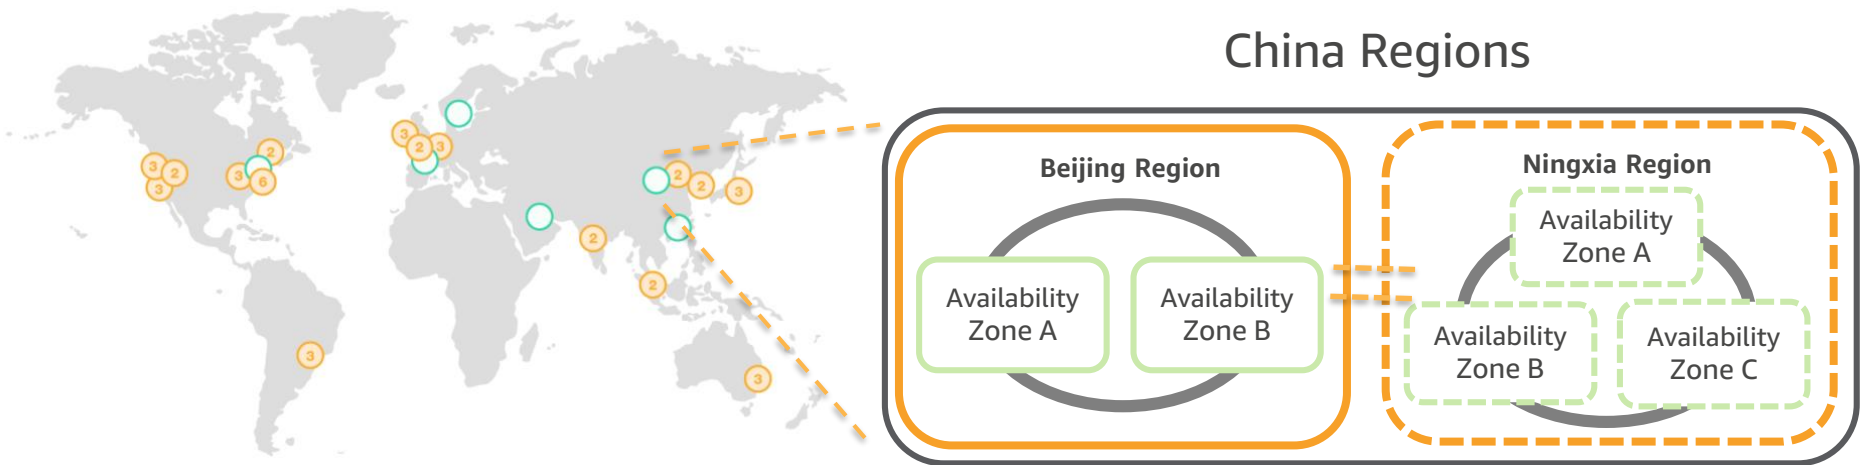 China Regions
3
2
3
2
3
3
6
3
2
3
2
2
3
2
2
3
3
Beijing Region
Availability
Zone A
Availability
Zone B
Ningxia Region
Availability
Zone A
Availability
Zone B
Availability
Zone C